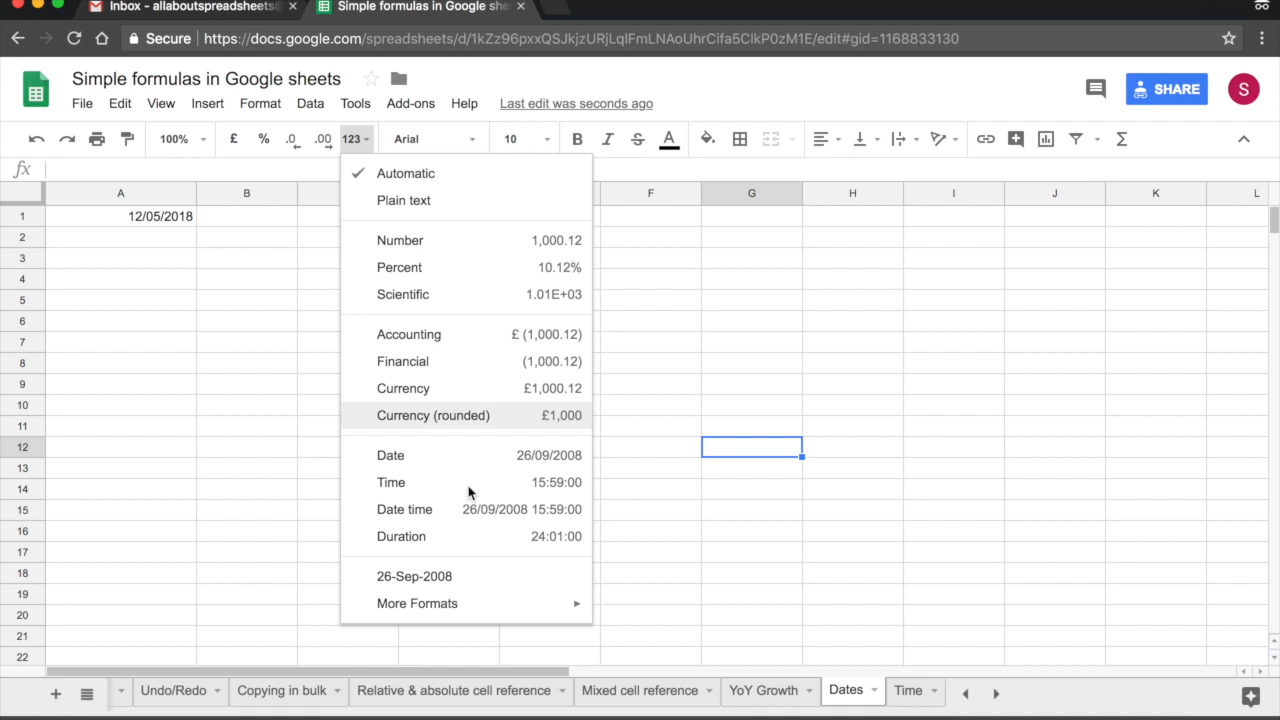 Inbox - allaboutspreadsheets@
Simple formulas in Google she
Secure https://docs.google.com/spreadsheets/d/1kZz96pxxQSJkjzURjLqlFmLNAoUhrCifa5ClkP0zM1E/edit#gid=1168833130
Simple formulas in Google sheets
SHARE
S
File Edit View Insert Format Data Tools Add-ons Help Last edit was seconds ago
100% £ % .0 .00 123 Arial 10 B I S A Σ
fx
A B F G H I J K L
1 12/05/2018
2
3
4
5
6
7
8
9
10
11
12
13
14
15
16
17
18
19
20
21
22
Automatic
Plain text
Number 1,000.12
Percent 10.12%
Scientific 1.01E+03
Accounting £ (1,000.12)
Financial (1,000.12)
Currency £1,000.12
Currency (rounded) £1,000
Date 26/09/2008
Time 15:59:00
Date time 26/09/2008 15:59:00
Duration 24:01:00
26-Sep-2008
More Formats
Undo/Redo Copying in bulk Relative & absolute cell reference Mixed cell reference YoY Growth Dates Time